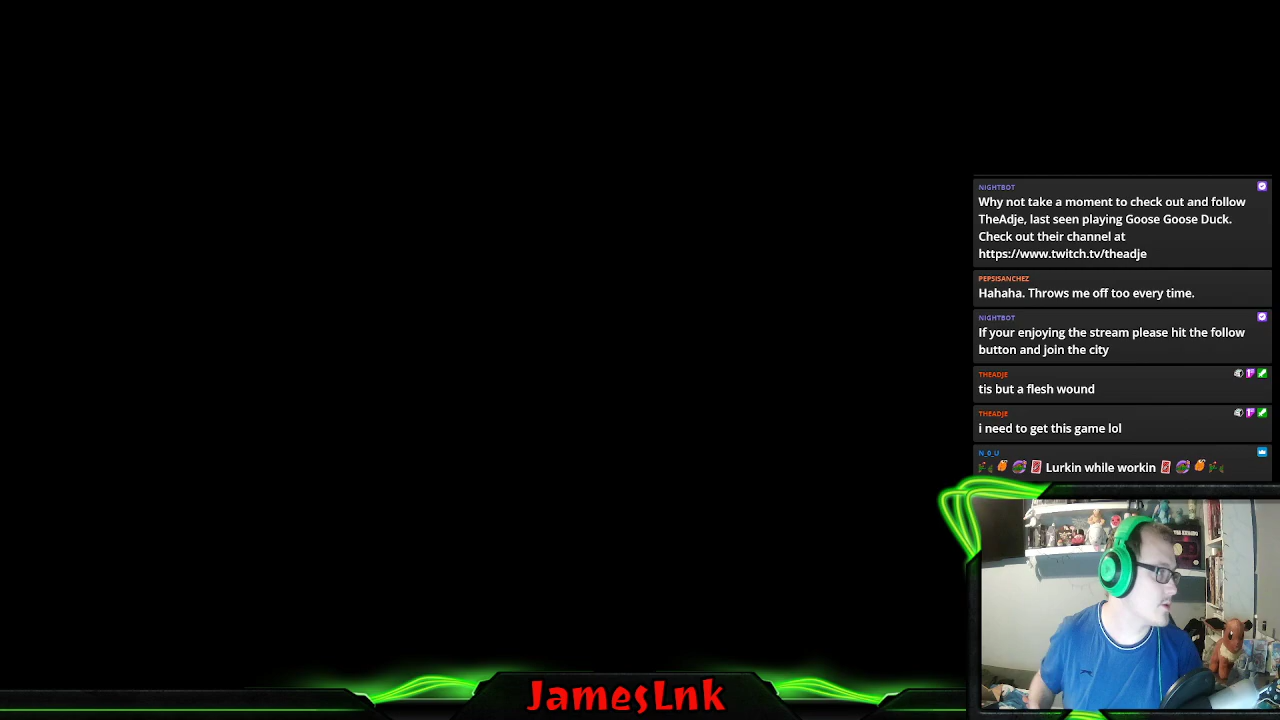 NIGHTBOT
Why not take a moment to check out and follow
TheAdje, last seen playing Goose Goose Duck.
Check out their channel at
https://www.twitch.tv/theadje
PEPSISANCHEZ
Hahaha. Throws me off too every time.
NIGHTBOT
If your enjoying the stream please hit the follow
button and join the city
THEADJE
tis but a flesh wound
THEADJE
i need to get this game lol
N_0_U
Lurkin while workin
JamesLnk